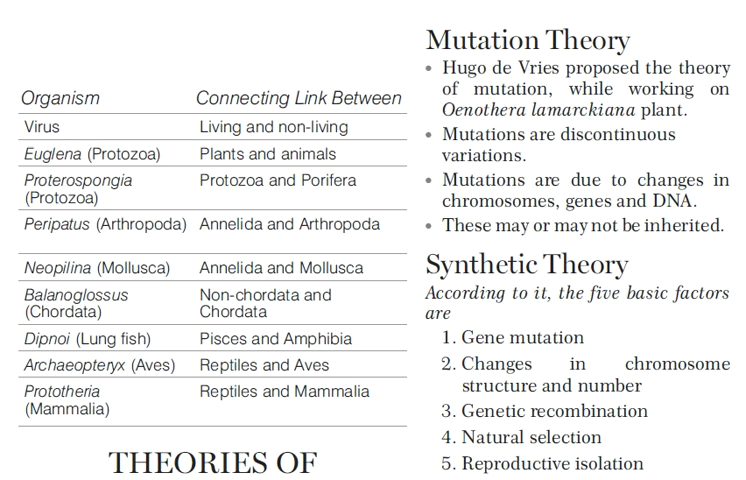 Organism Connecting Link Between
Virus Living and non-living
Euglena (Protozoa) Plants and animals
Proterospongia Protozoa and Porifera
(Protozoa)
Peripatus (Arthropoda) Annelida and Arthropoda
Neopilina (Mollusca) Annelida and Mollusca
Balanoglossus Non-chordata and
(Chordata) Chordata
Dipnoi (Lung fish) Pisces and Amphibia
Archaeopteryx (Aves) Reptiles and Aves
Prototheria Reptiles and Mammalia
(Mammalia)
THEORIES OF
Mutation Theory
• Hugo de Vries proposed the theory
of mutation, while working on
Oenothera lamarckiana plant.
• Mutations are discontinuous
variations.
• Mutations are due to changes in
chromosomes, genes and DNA.
• These may or may not be inherited.
Synthetic Theory
According to it, the five basic factors
are
1. Gene mutation
2. Changes in chromosome
structure and number
3. Genetic recombination
4. Natural selection
5. Reproductive isolation